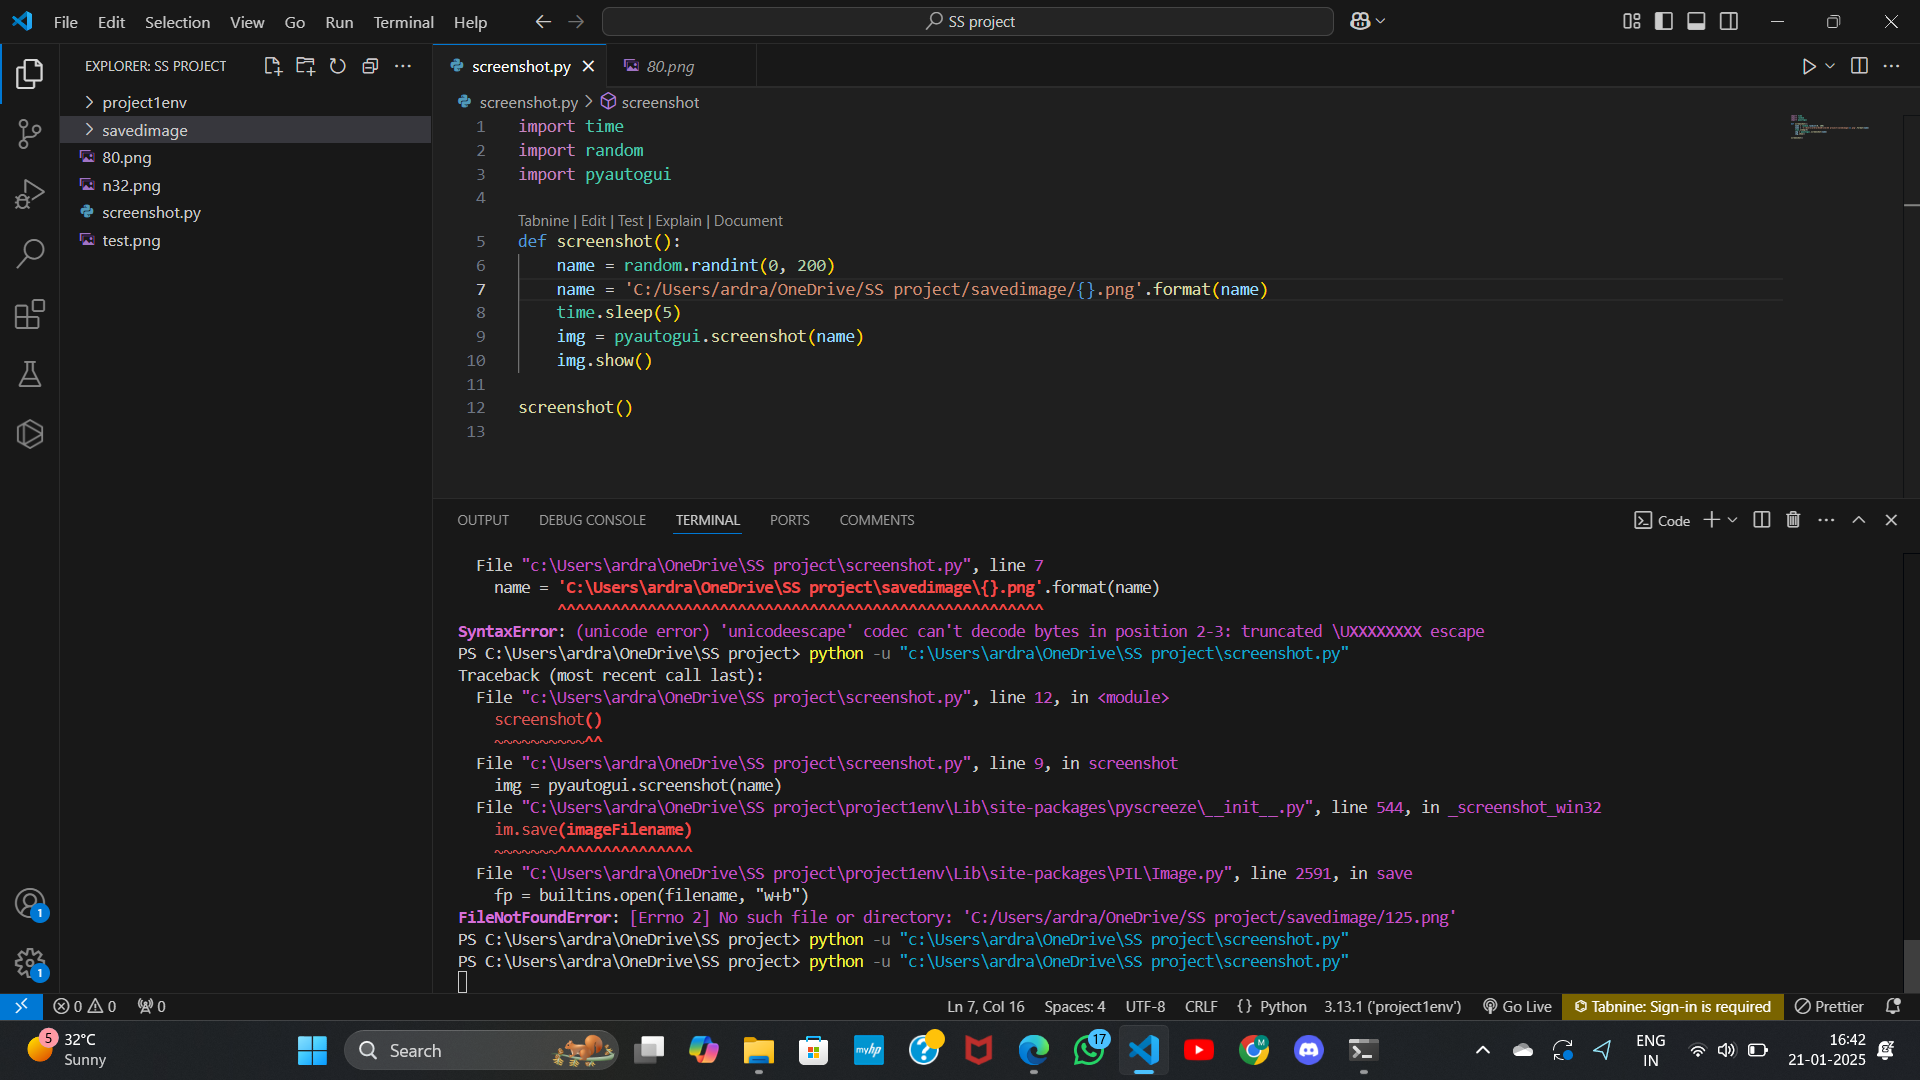 File Edit Selection View Go Run Terminal Help
SS project
EXPLORER: SS PROJECT
project1env
savedimage
80.png
n32.png
screenshot.py
test.png
screenshot.py
80.png
screenshot.py > screenshot
1 import time
2 import random
3 import pyautogui
4
Tabnine | Edit | Test | Explain | Document
5 def screenshot():
6     name = random.randint(0, 200)
7     name = 'C:/Users/ardra/OneDrive/SS project/savedimage/{}.png'.format(name)
8     time.sleep(5)
9     img = pyautogui.screenshot(name)
10     img.show()
11
12 screenshot()
13
OUTPUT DEBUG CONSOLE TERMINAL PORTS COMMENTS
Code
File "c:\Users\ardra\OneDrive\SS project\screenshot.py", line 7
name = 'C:\Users\ardra\OneDrive\SS project\savedimage\{}.png'.format(name)
^^^^^^^^^^^^^^^^^^^^^^^^^^^^^^^^^^^^^^^^^^^^^^^^^^^^^^
SyntaxError: (unicode error) 'unicodeescape' codec can't decode bytes in position 2-3: truncated \UXXXXXXXX escape
PS C:\Users\ardra\OneDrive\SS project> python -u "c:\Users\ardra\OneDrive\SS project\screenshot.py"
Traceback (most recent call last):
File "c:\Users\ardra\OneDrive\SS project\screenshot.py", line 12, in <module>
screenshot()
~~~~~~~~~~^^
File "c:\Users\ardra\OneDrive\SS project\screenshot.py", line 9, in screenshot
img = pyautogui.screenshot(name)
File "C:\Users\ardra\OneDrive\SS project\project1env\Lib\site-packages\pyscreeze\__init__.py", line 544, in _screenshot_win32
im.save(imageFilename)
~~~~~~~^^^^^^^^^^^^^^^
File "C:\Users\ardra\OneDrive\SS project\project1env\Lib\site-packages\PIL\Image.py", line 2591, in save
fp = builtins.open(filename, "w+b")
FileNotFoundError: [Errno 2] No such file or directory: 'C:/Users/ardra/OneDrive/SS project/savedimage/125.png'
PS C:\Users\ardra\OneDrive\SS project> python -u "c:\Users\ardra\OneDrive\SS project\screenshot.py"
PS C:\Users\ardra\OneDrive\SS project> python -u "c:\Users\ardra\OneDrive\SS project\screenshot.py"
1
1
0 0 0
Ln 7, Col 16 Spaces: 4 UTF-8 CRLF {} Python 3.13.1 ('project1env') Go Live Tabnine: Sign-in is required Prettier
5
32°C
Sunny
Search
myhp
17
M
ENG
IN
16:42
21-01-2025